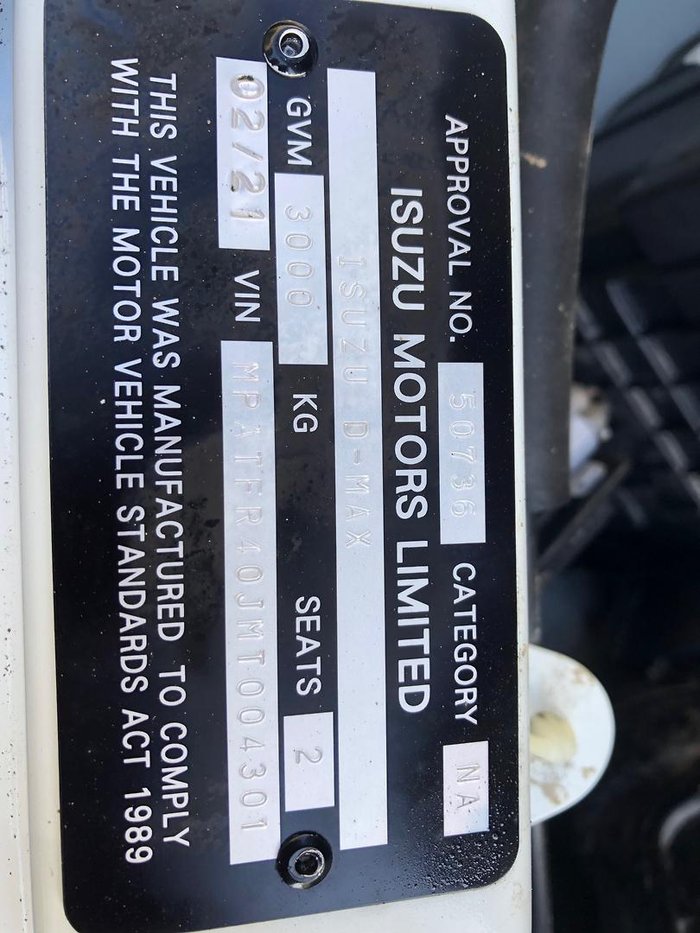 APPROVAL NO. 50736 CATEGORY NA
ISUZU MOTORS LIMITED
ISUZU D-MAX
GVM 3000 KG SEATS 2
02/21 VIN MPATFR40JMT004301
THIS VEHICLE WAS MANUFACTURED TO COMPLY
WITH THE MOTOR VEHICLE STANDARDS ACT 1989